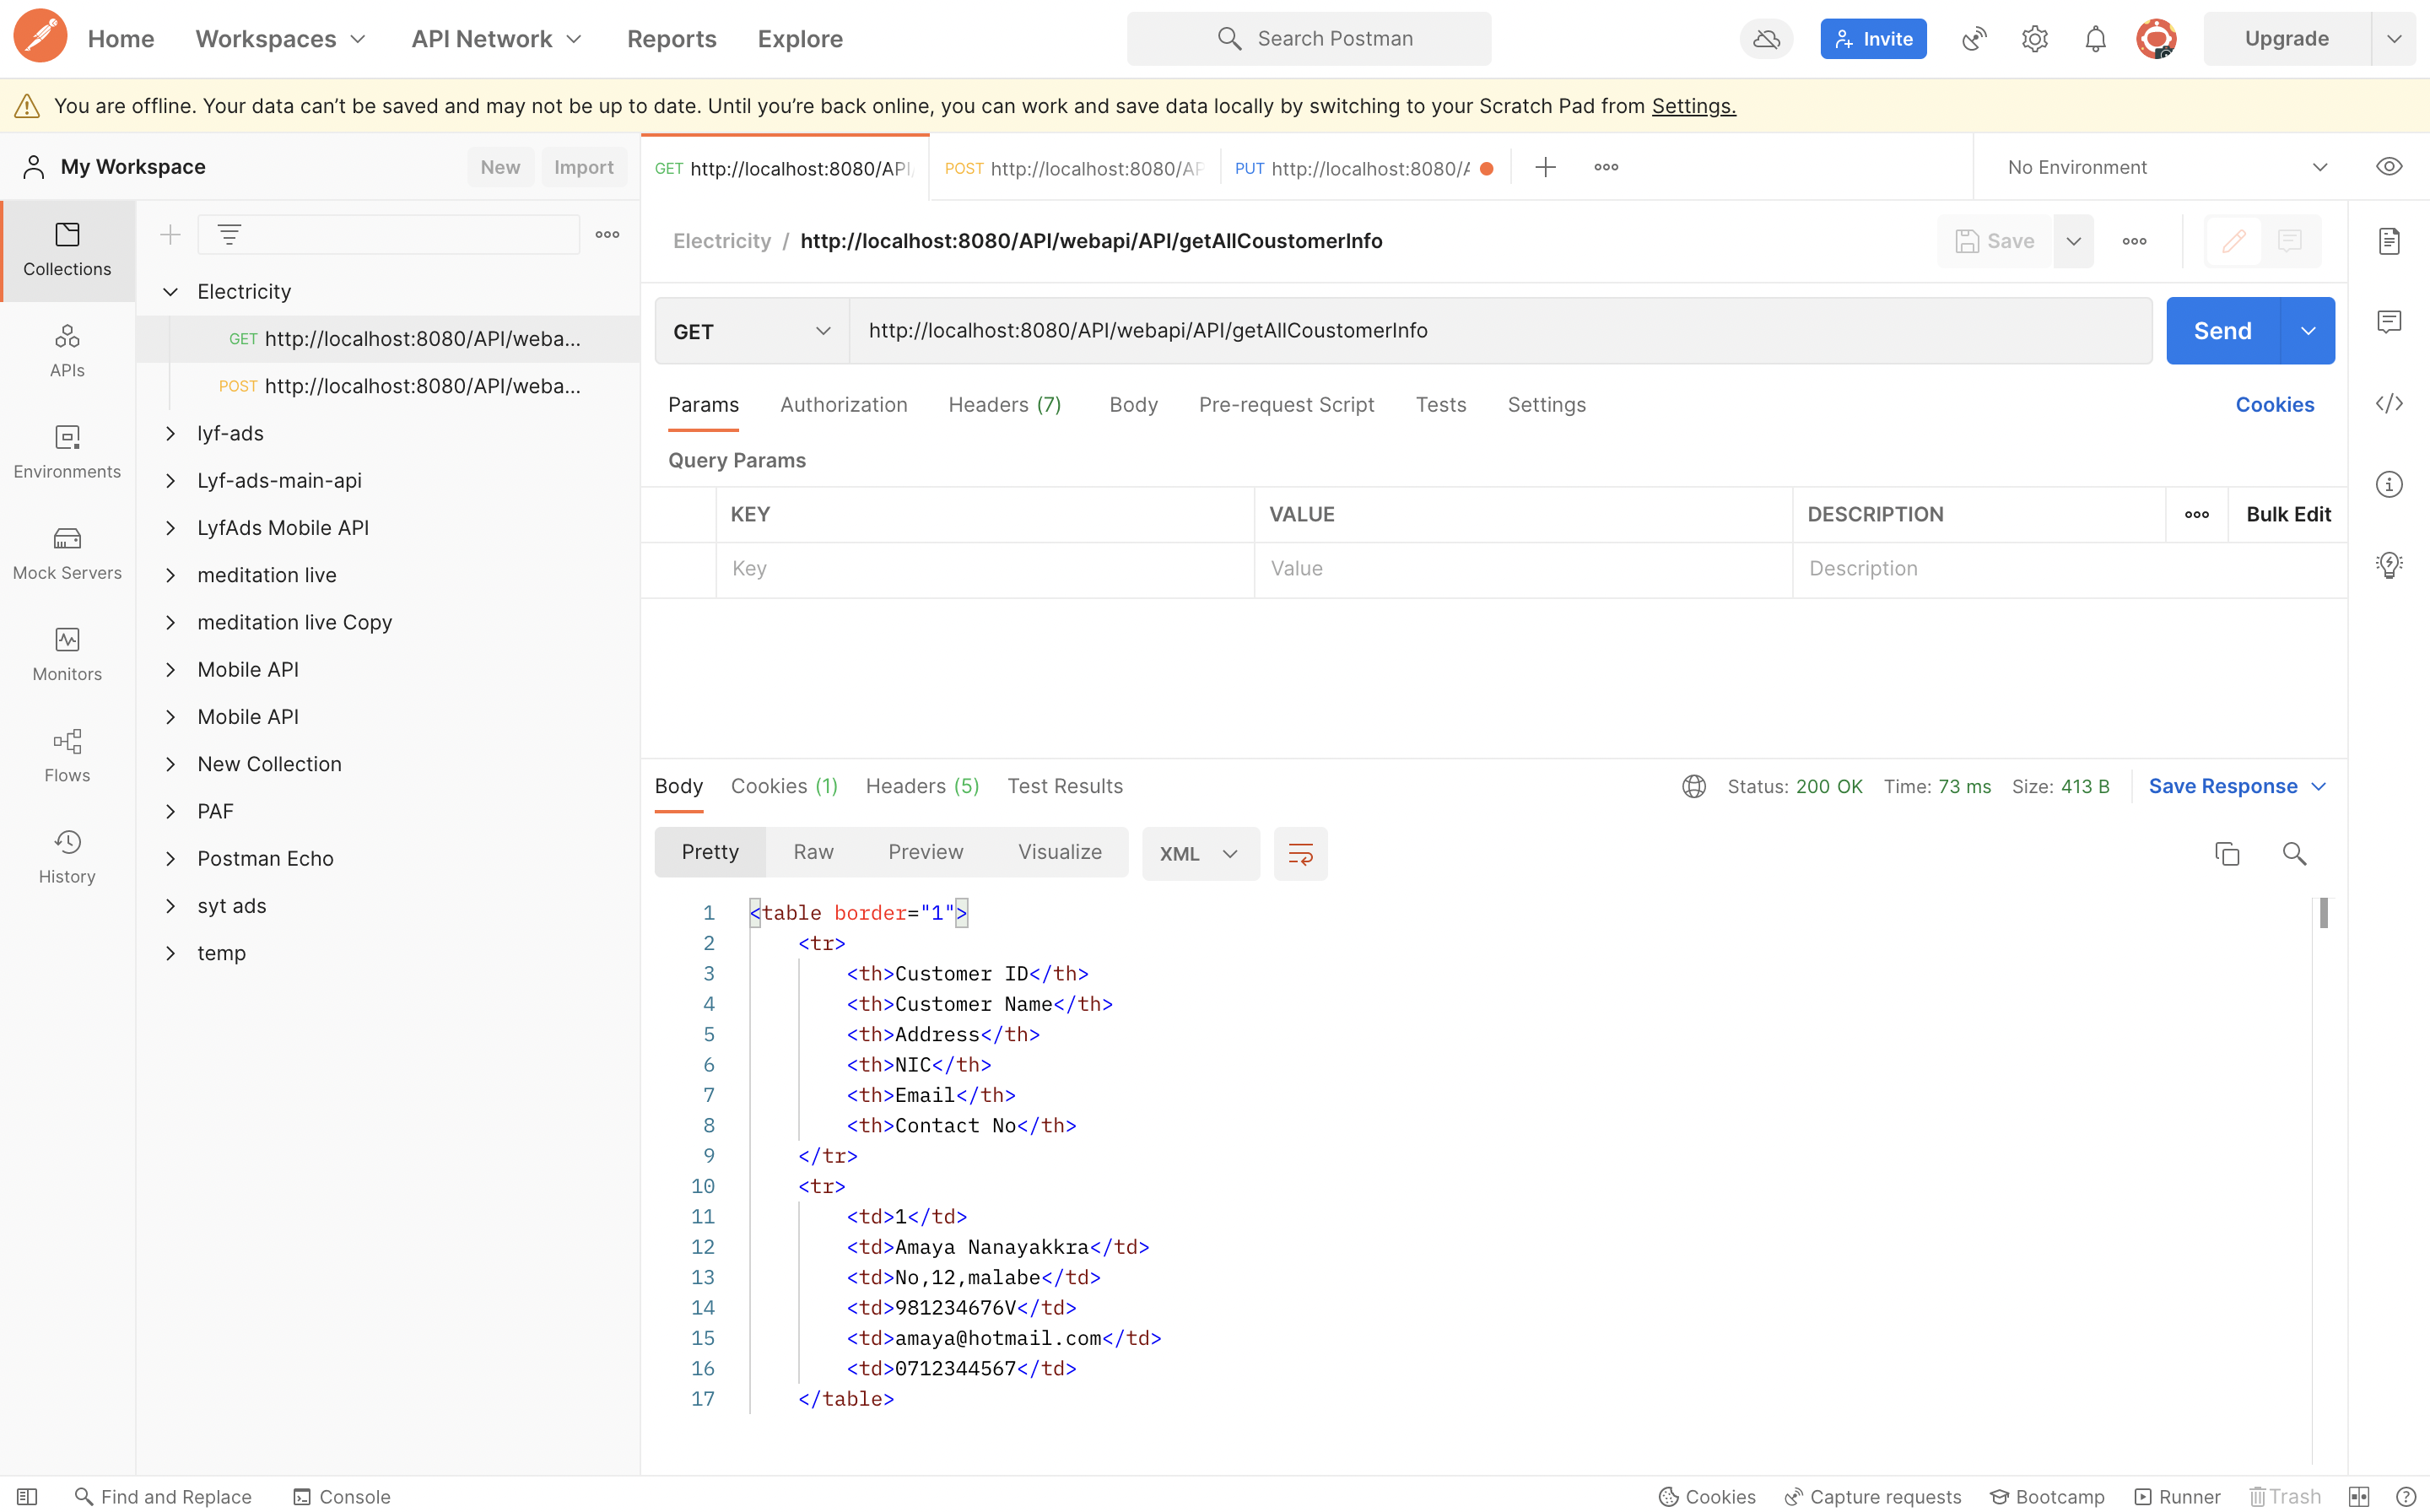 Home Workspaces API Network Reports Explore Search Postman Invite Upgrade
You are offline. Your data can’t be saved and may not be up to date. Until you’re back online, you can work and save data locally by switching to your Scratch Pad from Settings.
My Workspace New Import
GET http://localhost:8080/API/ POST http://localhost:8080/AP PUT http://localhost:8080/A No Environment
Collections
APIs
Environments
Mock Servers
Monitors
Flows
History
Electricity
GET http://localhost:8080/API/weba...
POST http://localhost:8080/API/weba...
lyf-ads
Lyf-ads-main-api
LyfAds Mobile API
meditation live
meditation live Copy
Mobile API
Mobile API
New Collection
PAF
Postman Echo
syt ads
temp
Electricity / http://localhost:8080/API/webapi/API/getAllCoustomerInfo Save
GET http://localhost:8080/API/webapi/API/getAllCoustomerInfo Send
Params Authorization Headers (7) Body Pre-request Script Tests Settings Cookies
Query Params
KEY VALUE DESCRIPTION Bulk Edit
Key Value Description
Body Cookies (1) Headers (5) Test Results Status: 200 OK Time: 73 ms Size: 413 B Save Response
Pretty Raw Preview Visualize XML
1 <table border="1">
2 <tr>
3 <th>Customer ID</th>
4 <th>Customer Name</th>
5 <th>Address</th>
6 <th>NIC</th>
7 <th>Email</th>
8 <th>Contact No</th>
9 </tr>
10 <tr>
11 <td>1</td>
12 <td>Amaya Nanayakkra</td>
13 <td>No,12,malabe</td>
14 <td>981234676V</td>
15 <td>amaya@hotmail.com</td>
16 <td>0712344567</td>
17 </table>
Find and Replace Console Cookies Capture requests Bootcamp Runner Trash